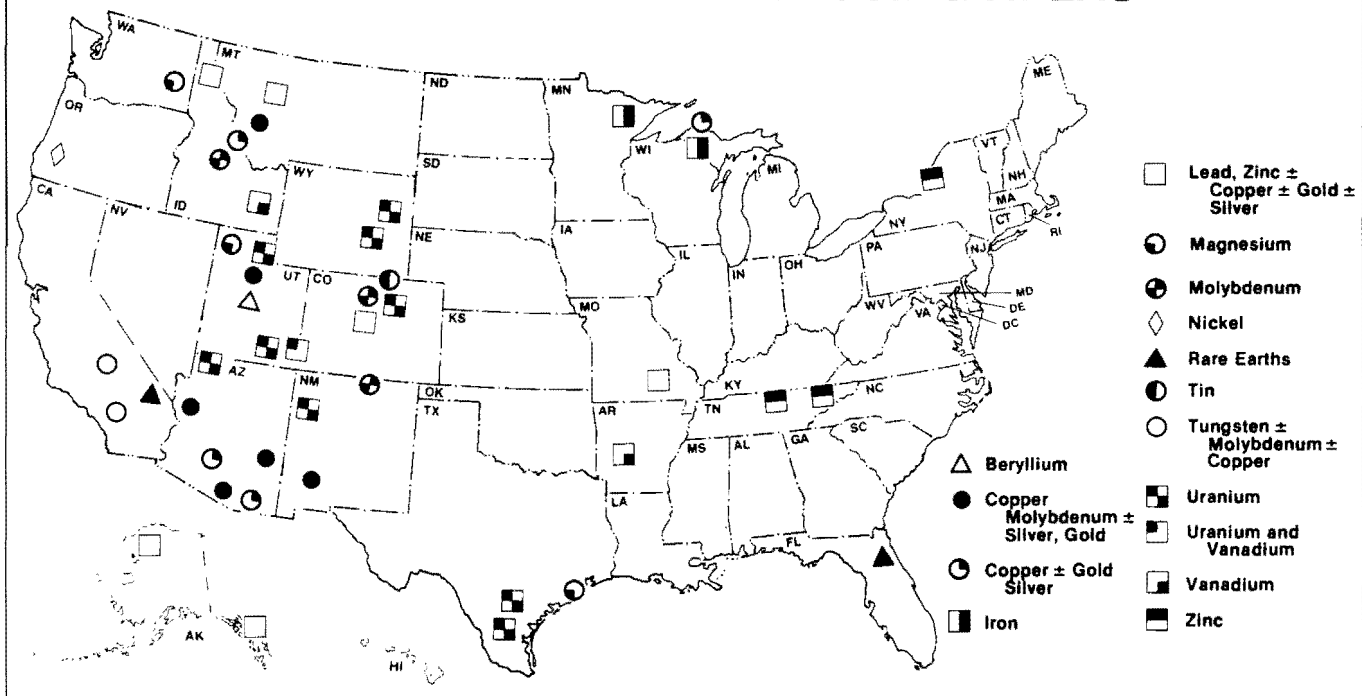 WA
MT
ND
MN
ME
OR
VT
WI
MI
NH
SD
WY
MA
ID
CT
RI
NY
CA
NV
NE
IA
PA
NJ
IL
IN
OH
UT
CO
MD
WV
VA
DE
DC
KS
MO
AZ
NM
KY
NC
OK
TX
AR
TN
SC
MS
AL
GA
LA
FL
AK
HI
Lead, Zinc ±
Copper ± Gold ±
Silver
Magnesium
Molybdenum
Nickel
Rare Earths
Tin
Tungsten ±
Molybdenum ±
Copper
Beryllium
Copper
Molybdenum ±
Silver, Gold
Copper ± Gold
Silver
Iron
Uranium
Uranium and
Vanadium
Vanadium
Zinc